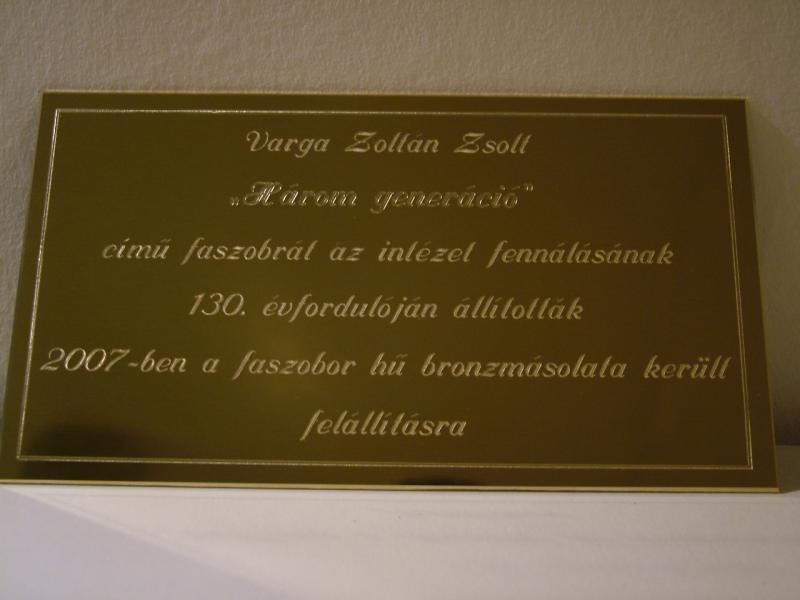 Varga Zoltán Zsolt
„Három generáció"
című faszobrát az intézet fennálásának
130. évfordulóján állították
2007-ben a faszobor hű bronzmásolata került
felállításra